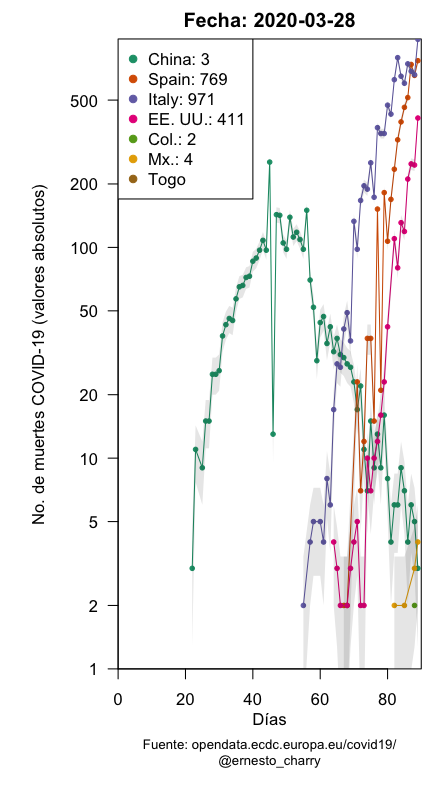 Fecha: 2020-03-28
China: 3
Spain: 769
Italy: 971
EE. UU.: 411
Col.: 2
Mx.: 4
Togo
No. de muertes COVID-19 (valores absolutos)
500
200
100
50
20
10
5
2
1
0 20 40 60 80
Días
Fuente: opendata.ecdc.europa.eu/covid19/
@ernesto_charry